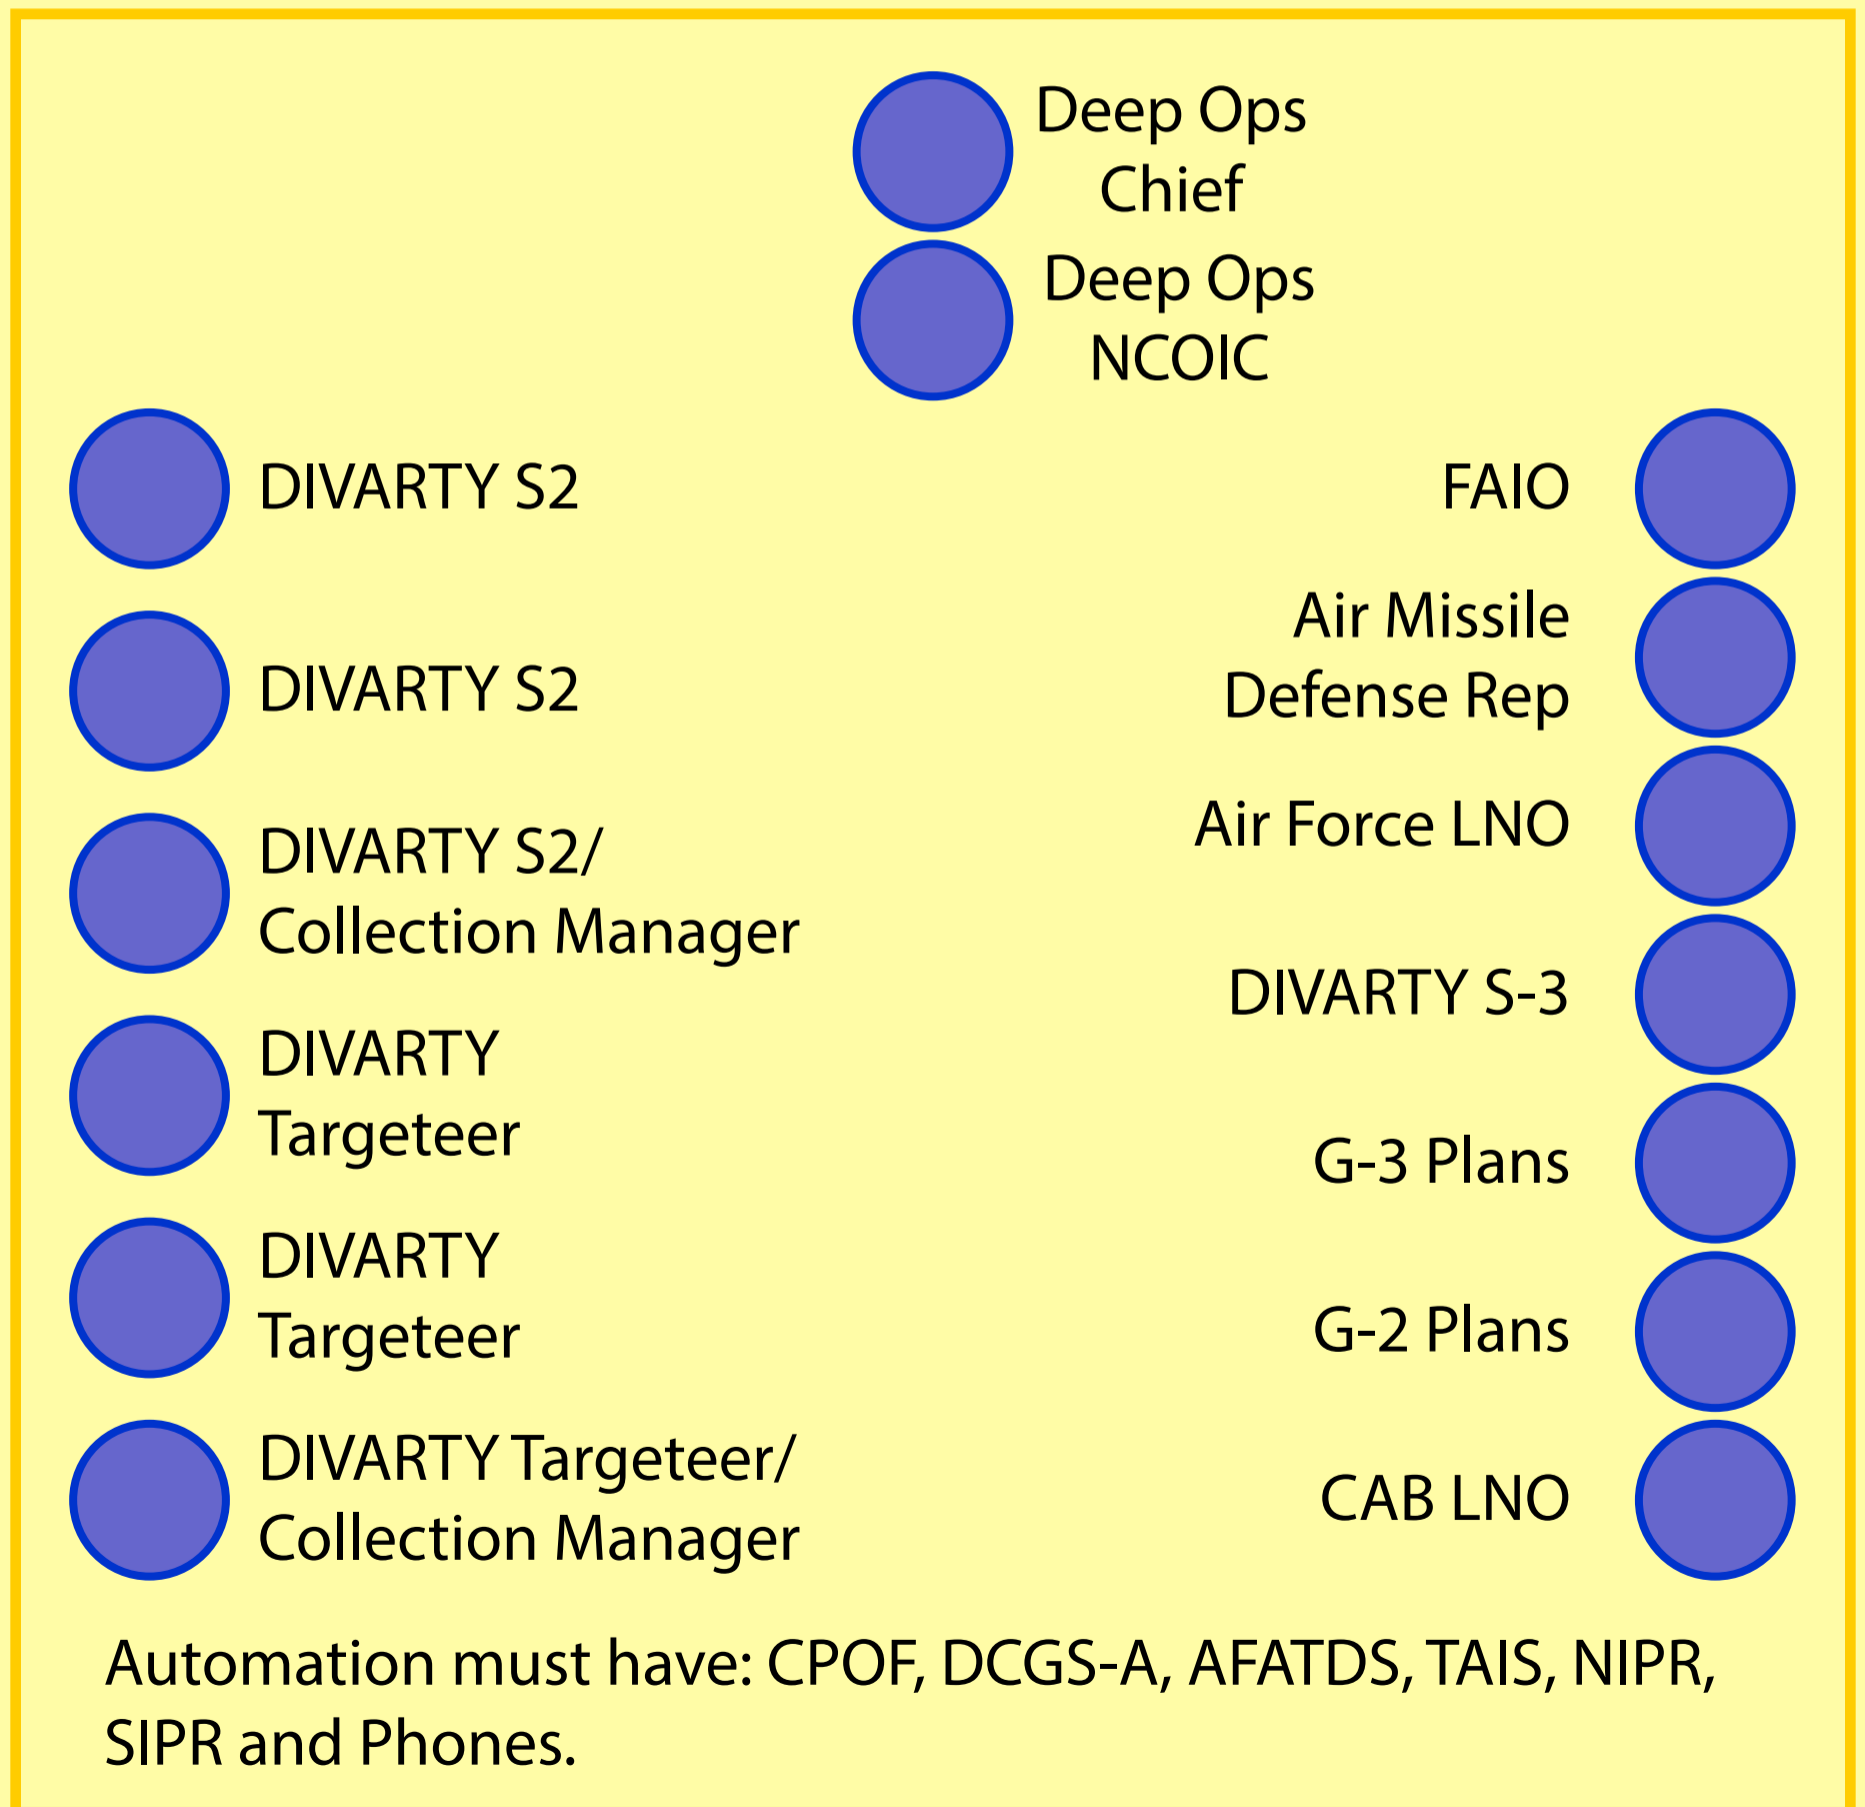 Deep Ops
Chief
Deep Ops
NCOIC
DIVARTY S2
DIVARTY S2
DIVARTY S2/
Collection Manager
DIVARTY
Targeteer
DIVARTY
Targeteer
DIVARTY Targeteer/
Collection Manager
FAIO
Air Missile
Defense Rep
Air Force LNO
DIVARTY S-3
G-3 Plans
G-2 Plans
CAB LNO
Automation must have: CPOF, DCGS-A, AFATDS, TAIS, NIPR,
SIPR and Phones.